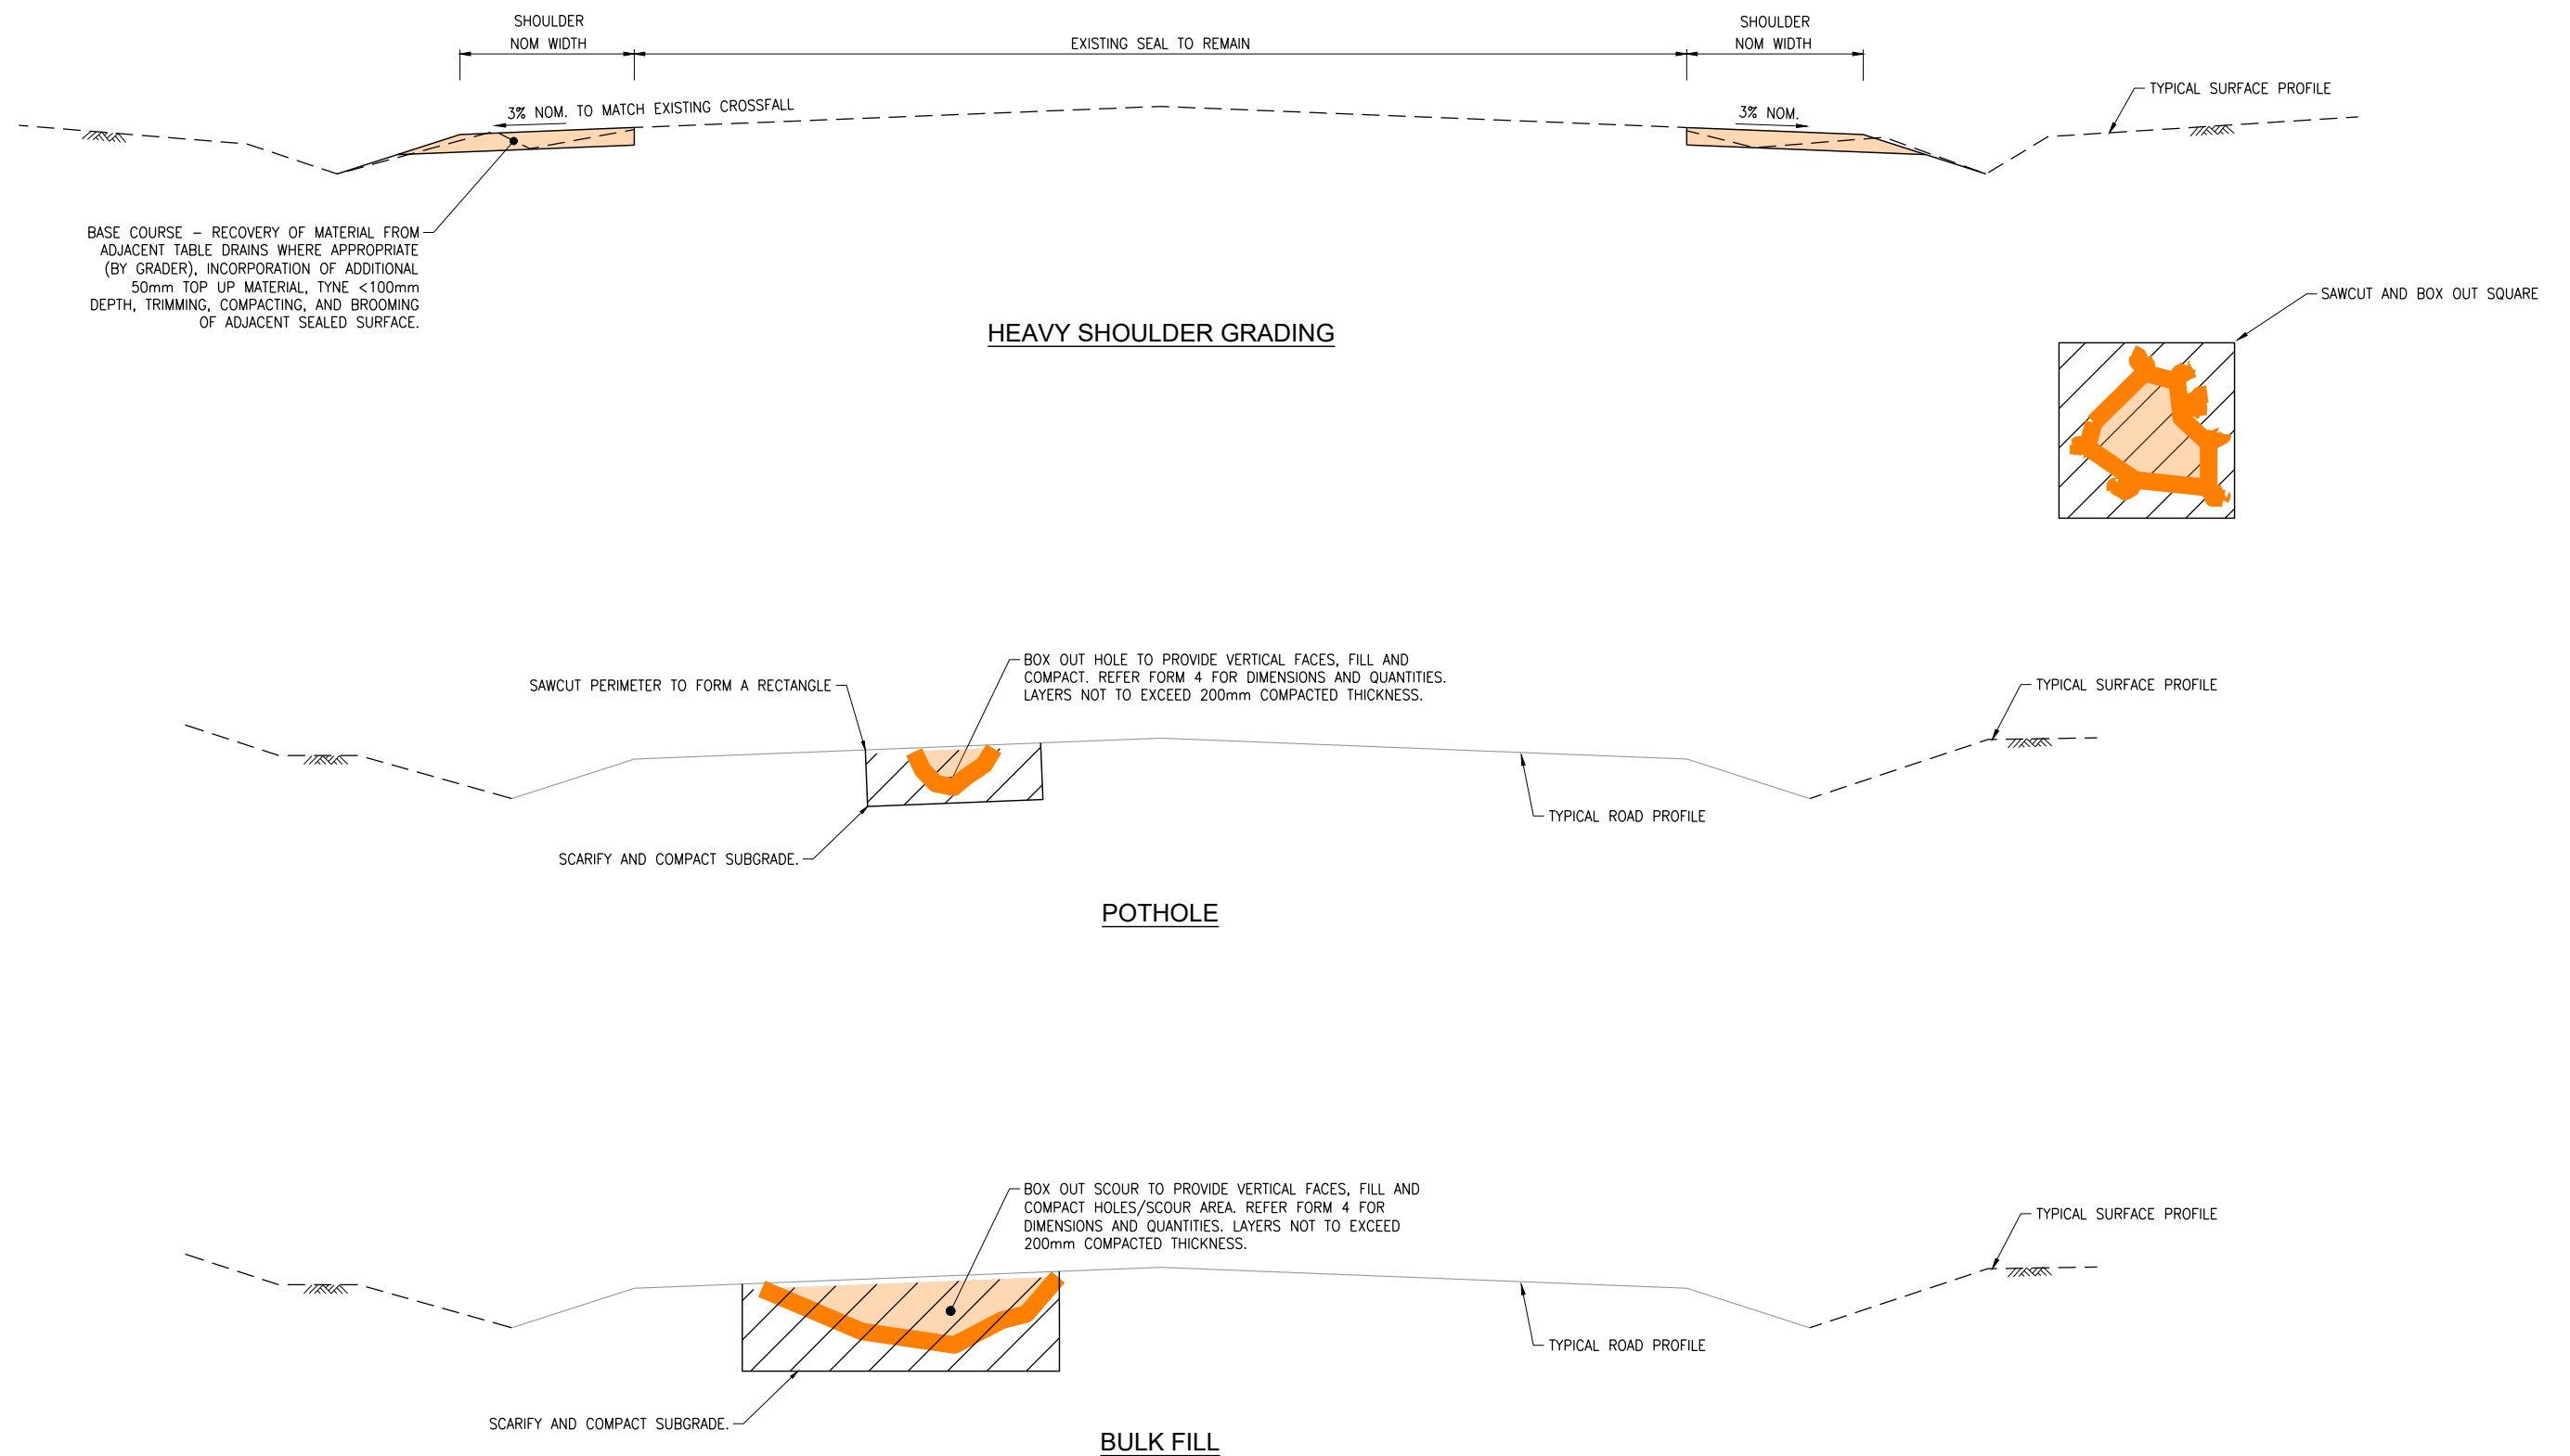 SHOULDER
NOM WIDTH
EXISTING SEAL TO REMAIN
SHOULDER
NOM WIDTH
3% NOM. TO MATCH EXISTING CROSSFALL
3% NOM.
TYPICAL SURFACE PROFILE
BASE COURSE – RECOVERY OF MATERIAL FROM
ADJACENT TABLE DRAINS WHERE APPROPRIATE
(BY GRADER), INCORPORATION OF ADDITIONAL
50mm TOP UP MATERIAL, TYNE <100mm
DEPTH, TRIMMING, COMPACTING, AND BROOMING
OF ADJACENT SEALED SURFACE.
HEAVY SHOULDER GRADING
SAWCUT AND BOX OUT SQUARE
SAWCUT PERIMETER TO FORM A RECTANGLE
BOX OUT HOLE TO PROVIDE VERTICAL FACES, FILL AND
COMPACT. REFER FORM 4 FOR DIMENSIONS AND QUANTITIES.
LAYERS NOT TO EXCEED 200mm COMPACTED THICKNESS.
TYPICAL SURFACE PROFILE
TYPICAL ROAD PROFILE
SCARIFY AND COMPACT SUBGRADE.
POTHOLE
BOX OUT SCOUR TO PROVIDE VERTICAL FACES, FILL AND
COMPACT HOLES/SCOUR AREA. REFER FORM 4 FOR
DIMENSIONS AND QUANTITIES. LAYERS NOT TO EXCEED
200mm COMPACTED THICKNESS.
TYPICAL SURFACE PROFILE
TYPICAL ROAD PROFILE
SCARIFY AND COMPACT SUBGRADE.
BULK FILL